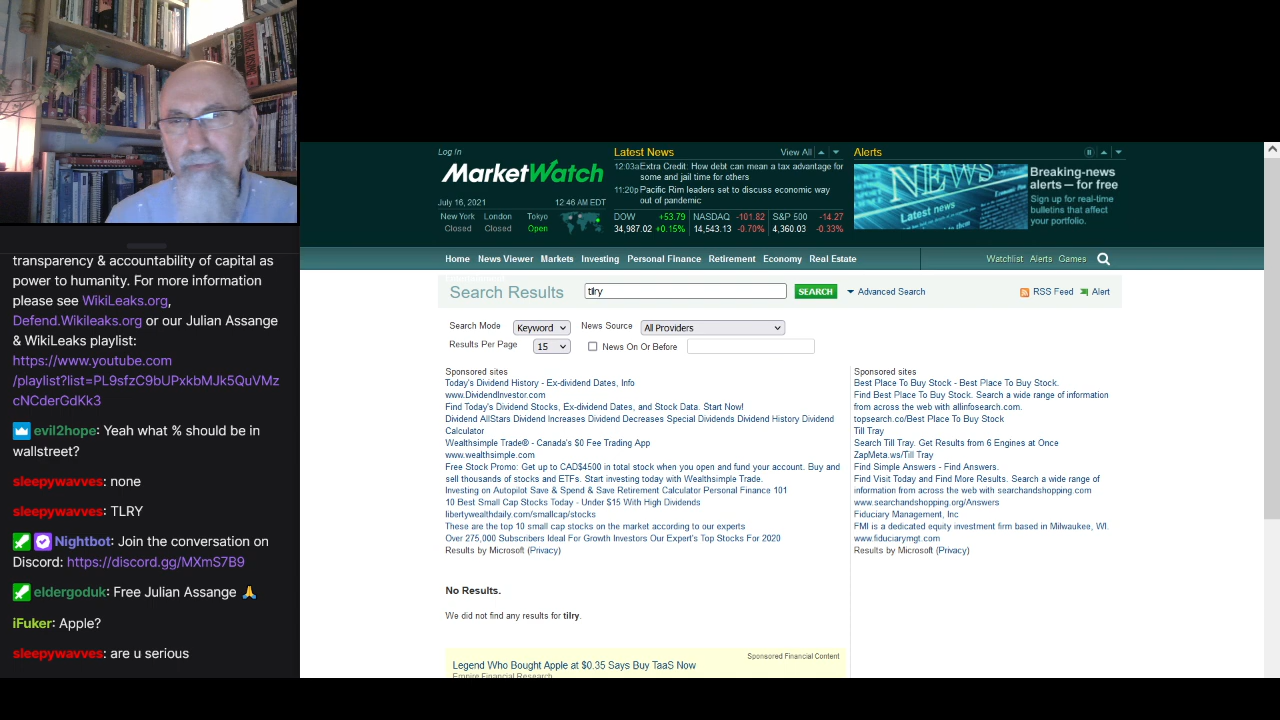 transparency & accountability of capital as
power to humanity. For more information
please see WikiLeaks.org,
Defend.Wikileaks.org or our Julian Assange
& WikiLeaks playlist:
https://www.youtube.com
/playlist?list=PL9sfzC9bUPxkbMJk5QuVMz
cNCderGdKk3
evil2hope: Yeah what % should be in
wallstreet?
sleepywavves: none
sleepywavves: TLRY
Nightbot: Join the conversation on
Discord: https://discord.gg/MXmS7B9
eldergoduk: Free Julian Assange 🙏
iFuker: Apple?
sleepywavves: are u serious
Log In
MarketWatch
July 16, 2021 12:46 AM EDT
New York London Tokyo
Closed Closed Open
Latest News View All
12:03a Extra Credit: How debt can mean a tax advantage for
some and jail time for others
11:20p Pacific Rim leaders set to discuss economic way
out of pandemic
DOW +53.79 NASDAQ -101.82 S&P 500 -14.27
34,987.02 +0.15% 14,543.13 -0.70% 4,360.03 -0.33%
Alerts
NEWS
Latest news
Breaking-news
alerts — for free
Sign up for real-time
bulletins that affect
your portfolio.
Home News Viewer Markets Investing Personal Finance Retirement Economy Real Estate
Watchlist Alerts Games
Search Results tilry SEARCH Advanced Search RSS Feed Alert
Search Mode Keyword News Source All Providers
Results Per Page 15 News On Or Before
Sponsored sites
Today's Dividend History - Ex-dividend Dates, Info
www.DividendInvestor.com
Find Today's Dividend Stocks, Ex-dividend Dates, and Stock Data. Start Now!
Dividend AllStars Dividend Increases Dividend Decreases Special Dividends Dividend History Dividend
Calculator
Wealthsimple Trade® - Canada's $0 Fee Trading App
www.wealthsimple.com
Free Stock Promo: Get up to CAD$4500 in total stock when you open and fund your account. Buy and
sell thousands of stocks and ETFs. Start investing today with Wealthsimple Trade.
Investing on Autopilot Save & Spend & Save Retirement Calculator Personal Finance 101
10 Best Small Cap Stocks Today - Under $15 With High Dividends
libertywealthdaily.com/smallcap/stocks
These are the top 10 small cap stocks on the market according to our experts
Over 275,000 Subscribers Ideal For Growth Investors Our Expert's Top Stocks For 2020
Results by Microsoft (Privacy)
Sponsored sites
Best Place To Buy Stock - Best Place To Buy Stock.
Find Best Place To Buy Stock. Search a wide range of information
from across the web with allinfosearch.com.
topsearch.co/Best Place To Buy Stock
Till Tray
Search Till Tray. Get Results from 6 Engines at Once
ZapMeta.ws/Till Tray
Find Simple Answers - Find Answers.
Find Visit Today and Find More Results. Search a wide range of
information from across the web with searchandshopping.com
www.searchandshopping.org/Answers
Fiduciary Management, Inc
FMI is a dedicated equity investment firm based in Milwaukee, WI.
www.fiduciarymgt.com
Results by Microsoft (Privacy)
No Results.
We did not find any results for tilry.
Sponsored Financial Content
Legend Who Bought Apple at $0.35 Says Buy TaaS Now
Empire Financial Research